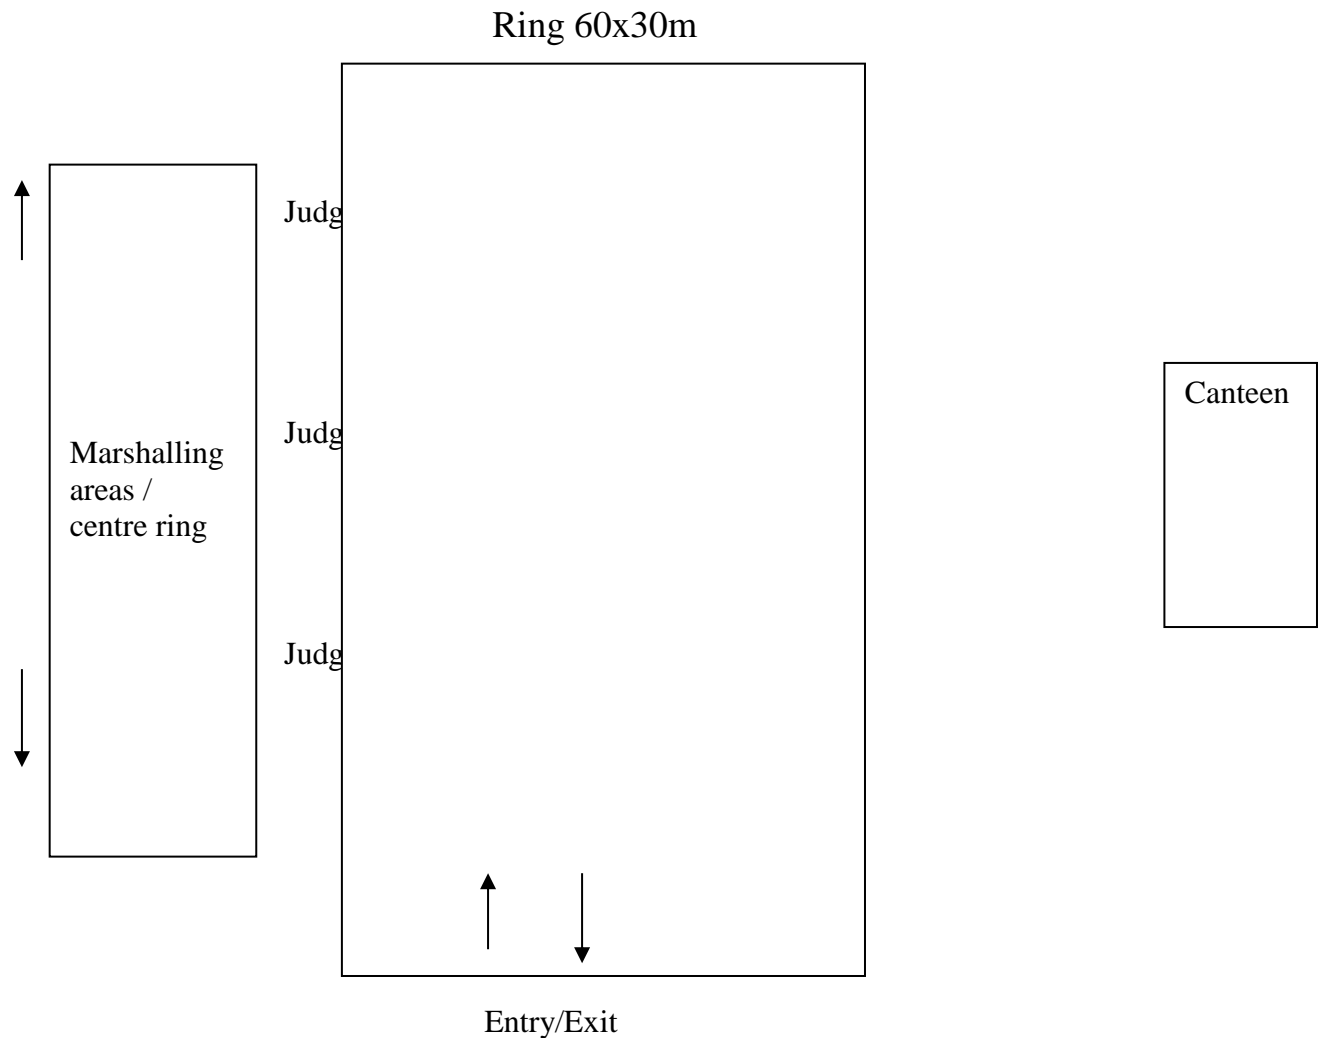 Ring 60x30m
Judg
Canteen
Judg
Marshalling
areas /
centre ring
Judg
Entry/Exit